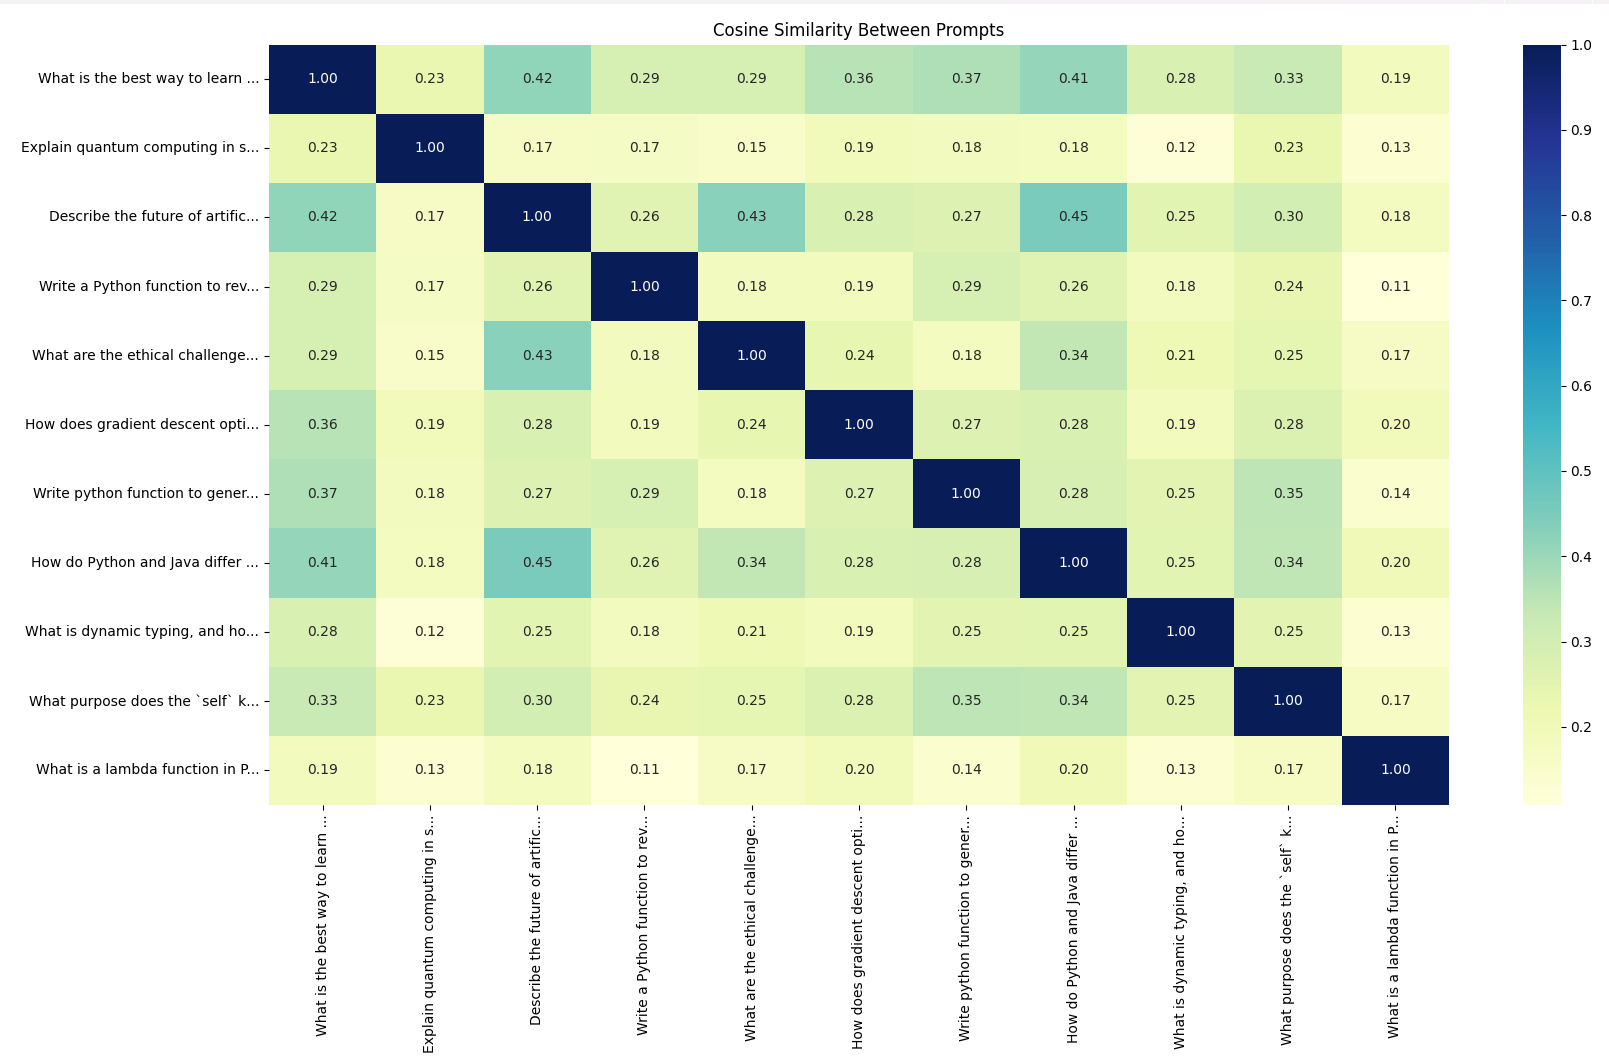 Cosine Similarity Between Prompts
What is the best way to learn ... 1.00 0.23 0.42 0.29 0.29 0.36 0.37 0.41 0.28 0.33 0.19
Explain quantum computing in s... 0.23 1.00 0.17 0.17 0.15 0.19 0.18 0.18 0.12 0.23 0.13
Describe the future of artific... 0.42 0.17 1.00 0.26 0.43 0.28 0.27 0.45 0.25 0.30 0.18
Write a Python function to rev... 0.29 0.17 0.26 1.00 0.18 0.19 0.29 0.26 0.18 0.24 0.11
What are the ethical challenge... 0.29 0.15 0.43 0.18 1.00 0.24 0.18 0.34 0.21 0.25 0.17
How does gradient descent opti... 0.36 0.19 0.28 0.19 0.24 1.00 0.27 0.28 0.19 0.28 0.20
Write python function to gener... 0.37 0.18 0.27 0.29 0.18 0.27 1.00 0.28 0.25 0.35 0.14
How do Python and Java differ ... 0.41 0.18 0.45 0.26 0.34 0.28 0.28 1.00 0.25 0.34 0.20
What is dynamic typing, and ho... 0.28 0.12 0.25 0.18 0.21 0.19 0.25 0.25 1.00 0.25 0.13
What purpose does the `self` k... 0.33 0.23 0.30 0.24 0.25 0.28 0.35 0.34 0.25 1.00 0.17
What is a lambda function in P... 0.19 0.13 0.18 0.11 0.17 0.20 0.14 0.20 0.13 0.17 1.00
What is the best way to learn ...
Explain quantum computing in s...
Describe the future of artific...
Write a Python function to rev...
What are the ethical challenge...
How does gradient descent opti...
Write python function to gener...
How do Python and Java differ ...
What is dynamic typing, and ho...
What purpose does the `self` k...
What is a lambda function in P...
1.0
0.9
0.8
0.7
0.6
0.5
0.4
0.3
0.2